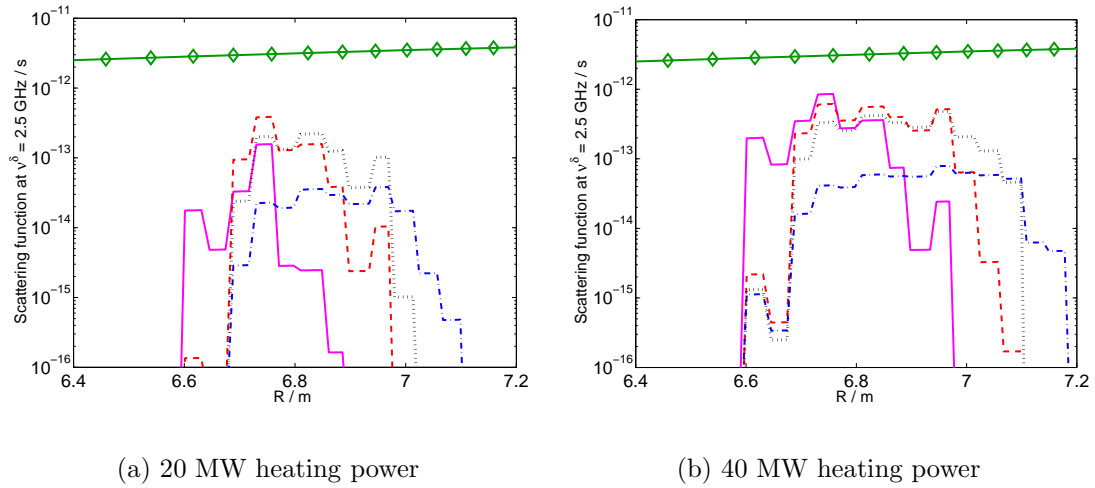 Scattering function at ν^δ = 2.5 GHz / s
10^-11
10^-12
10^-13
10^-14
10^-15
10^-16
6.4 6.6 6.8 7 7.2
R / m
(a) 20 MW heating power
Scattering function at ν^δ = 2.5 GHz / s
10^-11
10^-12
10^-13
10^-14
10^-15
10^-16
6.4 6.6 6.8 7 7.2
R / m
(b) 40 MW heating power